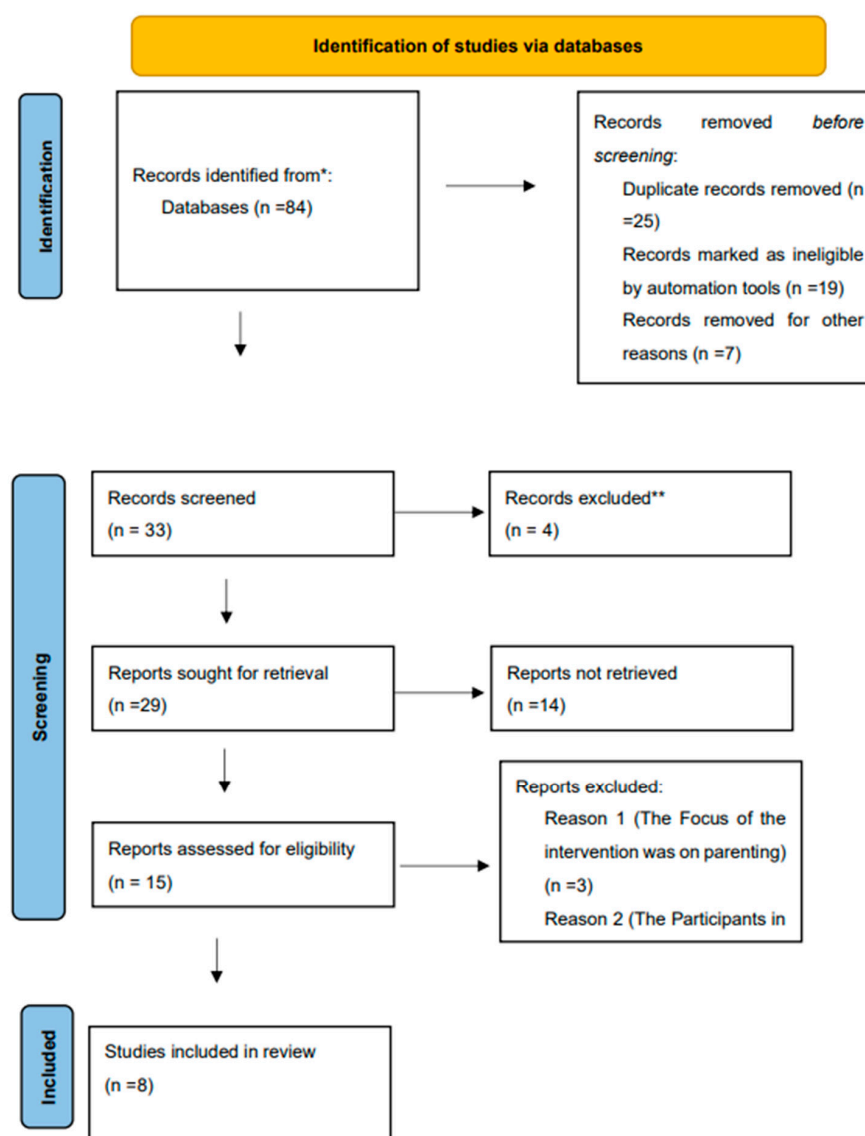 Identification of studies via databases
Identification
Records identified from*:
Databases (n =84)
Records removed before
screening:
Duplicate records removed (n
=25)
Records marked as ineligible
by automation tools (n =19)
Records removed for other
reasons (n =7)
Screening
Records screened
(n = 33)
Records excluded**
(n = 4)
Reports sought for retrieval
(n =29)
Reports not retrieved
(n =14)
Reports assessed for eligibility
(n = 15)
Reports excluded:
Reason 1 (The Focus of the
intervention was on parenting)
(n =3)
Reason 2 (The Participants in
Included
Studies included in review
(n =8)